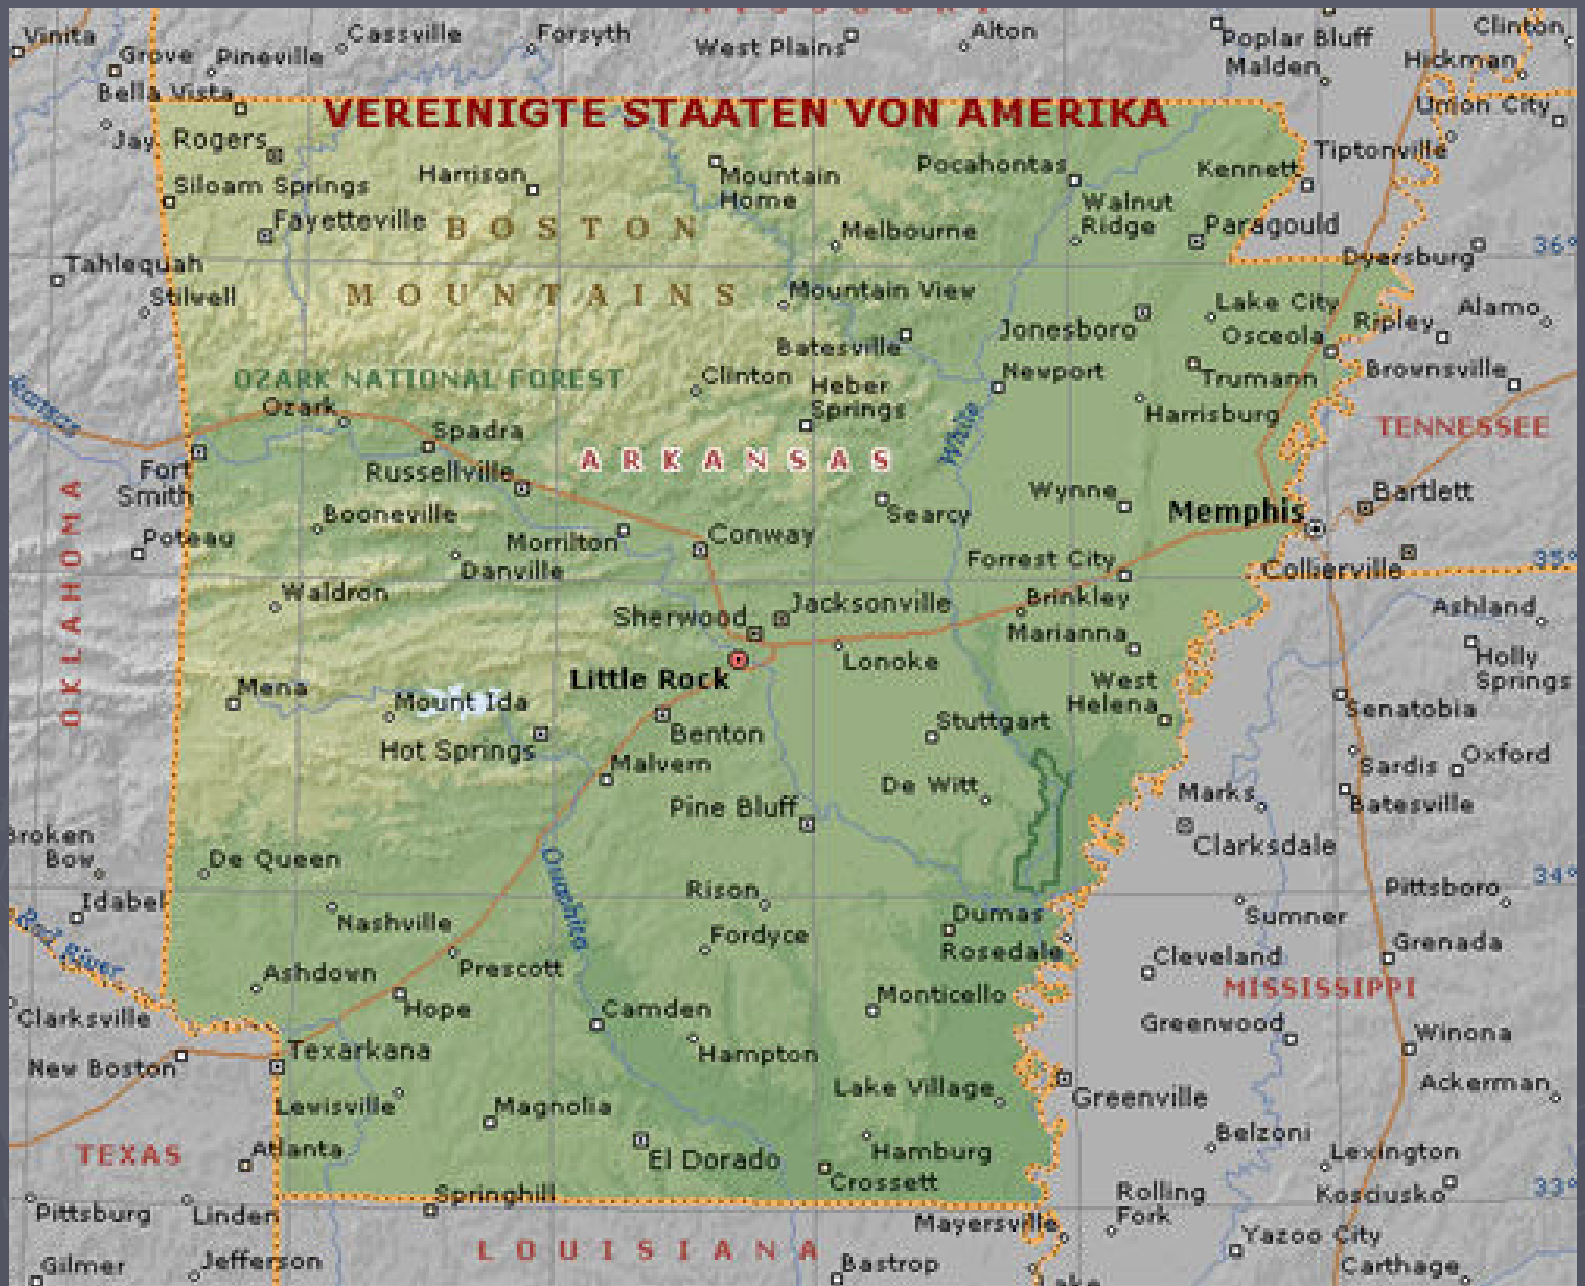 MISSOURI
Vinita
Cassville
Forsyth
West Plains
Alton
Poplar Bluff
Clinton
Grove
Pineville
Malden
Hickman
Bella Vista
VEREINIGTE STAATEN VON AMERIKA
Union City
Jay
Rogers
Tiptonville
Harrison
Mountain
Home
Pocahontas
Kennett
Siloam Springs
Walnut
Ridge
Fayetteville
BOSTON
Melbourne
Paragould
36°
Dyersburg
Tahlequah
Stilwell
MOUNTAINS
Mountain View
Lake City
Alamo
Jonesboro
Osceola
Ripley
Batesville
OZARK NATIONAL FOREST
Clinton
Heber
Springs
Newport
Trumann
Brownsville
kansas
Ozark
Harrisburg
TENNESSEE
Spadra
White
ARKANSAS
Fort
Smith
Russellville
Wynne
Bartlett
Booneville
Searcy
Memphis
OKLAHOMA
Poteau
Morrilton
Conway
Danville
Forrest City
Collierville
35°
Waldron
Sherwood
Jacksonville
Brinkley
Ashland
Marianna
Lonoke
Holly
Springs
Little Rock
Mena
Mount Ida
West
Helena
Senatobia
Hot Springs
Benton
Stuttgart
Malvern
Sardis
Oxford
De Witt
Marks
Batesville
Pine Bluff
Clarksdale
Broken
Bow
De Queen
Ouachita
34°
Idabel
Rison
Pittsboro
Nashville
Dumas
Sumner
Red River
Fordyce
Rosedale
Grenada
Ashdown
Prescott
Cleveland
Hope
Monticello
MISSISSIPPI
Clarksville
Camden
Greenwood
Winona
New Boston
Texarkana
Hampton
Lake Village
Ackerman
Lewisville
Magnolia
Greenville
TEXAS
Atlanta
El Dorado
Hamburg
Belzoni
Lexington
Crossett
Springhill
Rolling
Fork
Kosciusko
33°
Pittsburg
Linden
Mayersville
Yazoo City
LOUISIANA
Gilmer
Jefferson
Bastrop
Lake
Carthage